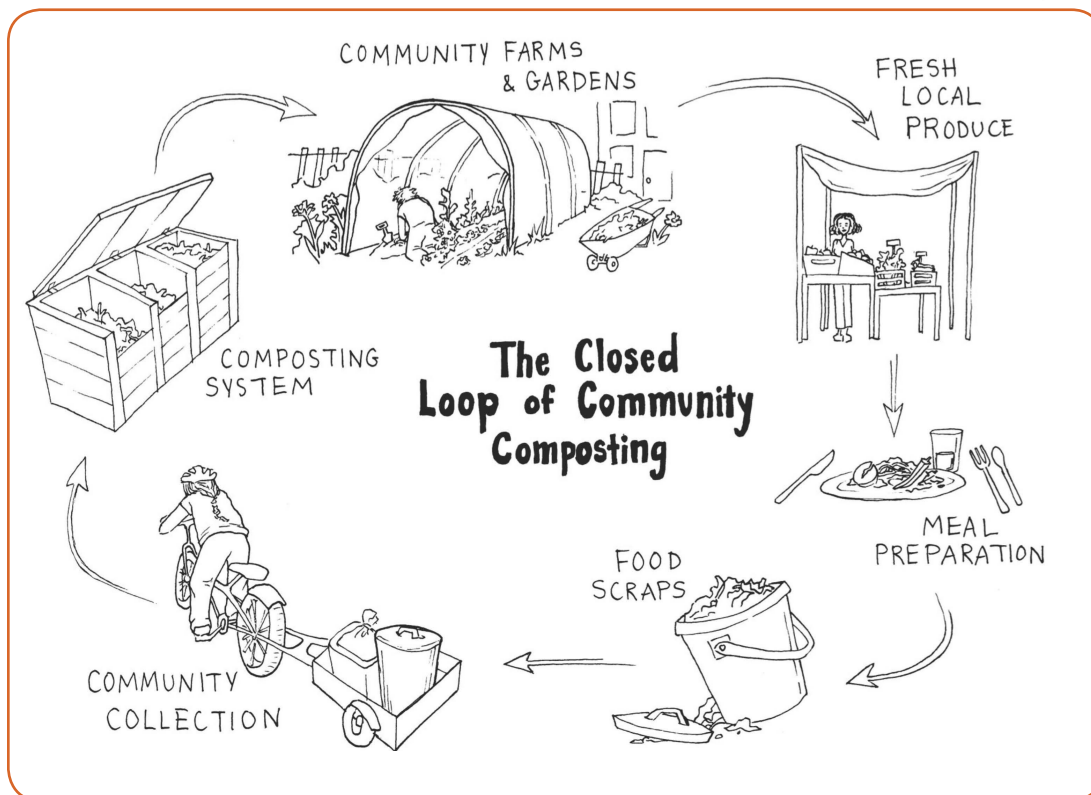 COMMUNITY FARMS
& GARDENS
FRESH
LOCAL
PRODUCE
COMPOSTING
SYSTEM
The Closed
Loop of Community
Composting
MEAL
PREPARATION
FOOD
SCRAPS
COMMUNITY
COLLECTION